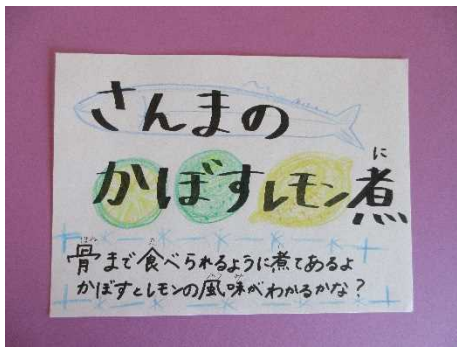 さんまの
かぼすレモン煮
骨まで食べられるように煮てあるよ
かぼすとレモンの風味がわかるかな？